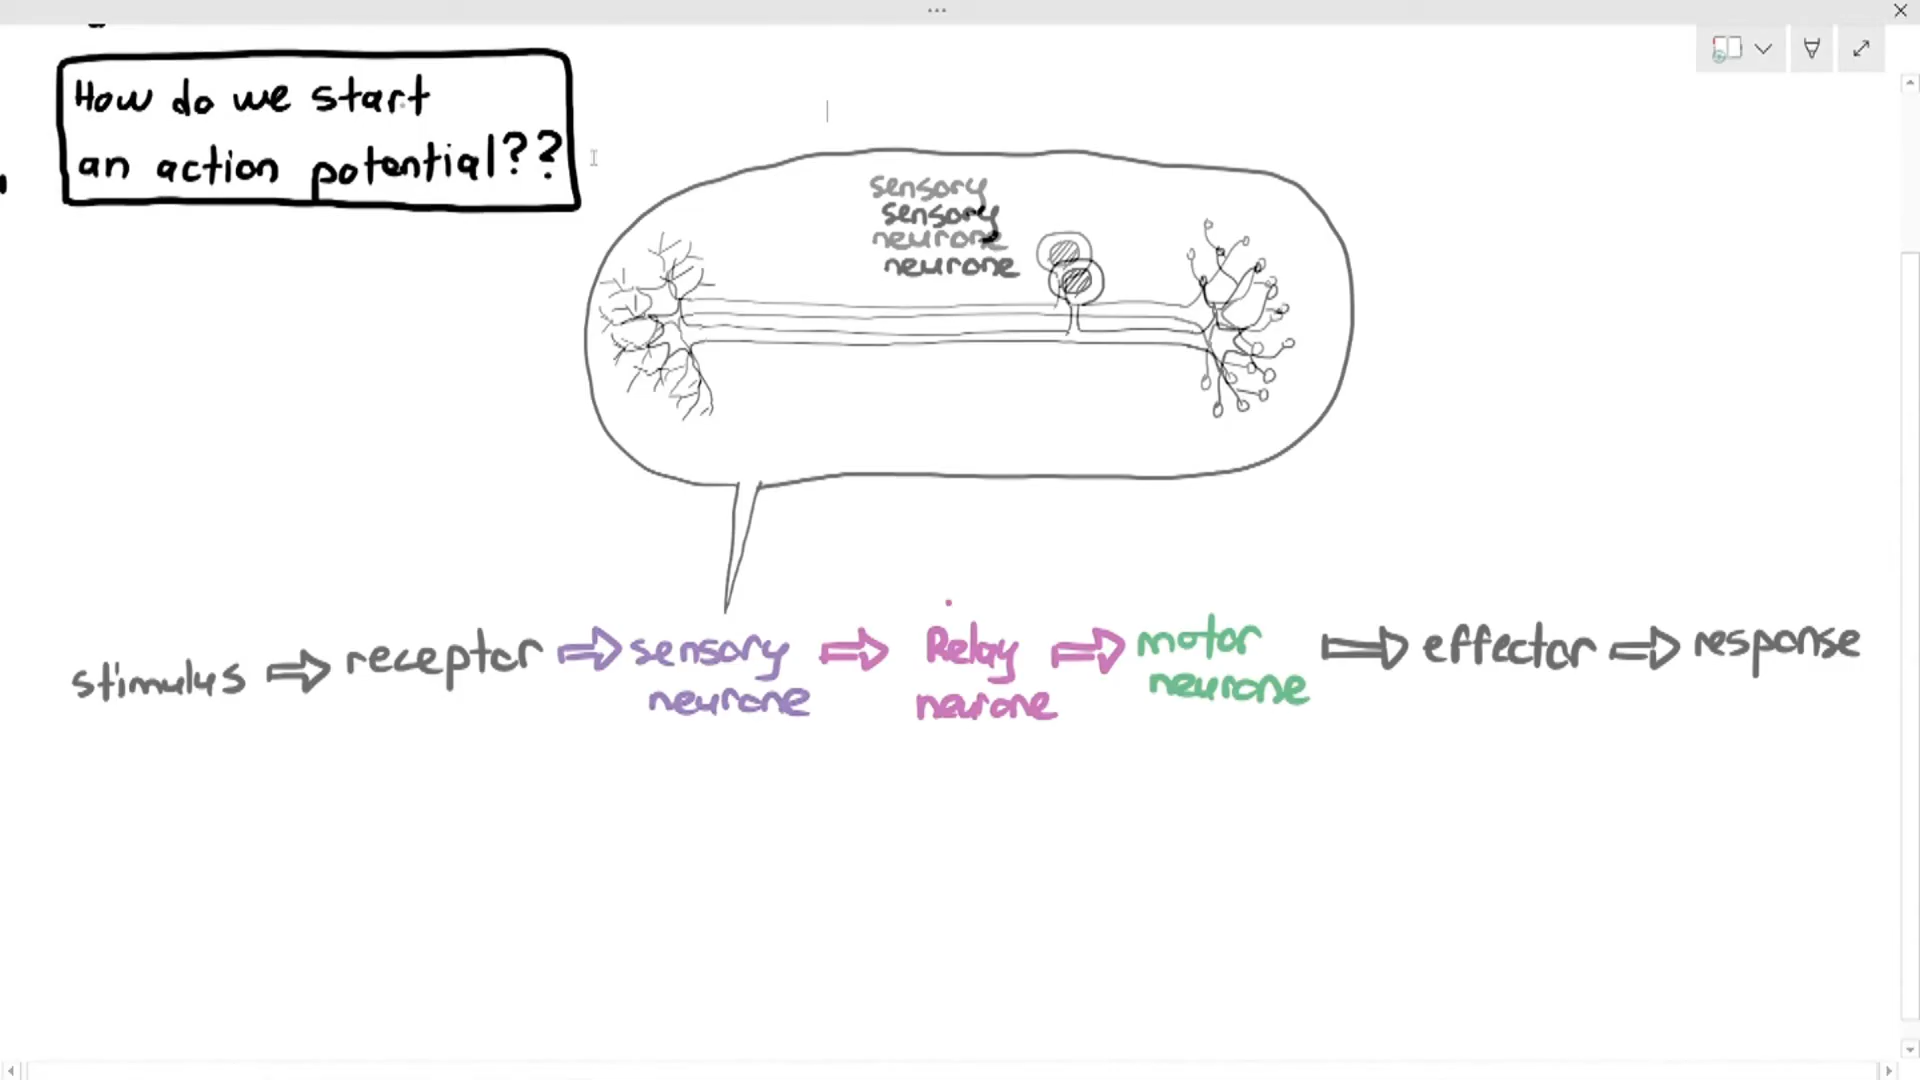 How do we start
an action potential??
sensory
sensory
neurone
neurone
stimulus ⇒ receptor ⇒ sensory ⇒ Relay ⇒ motor ⇒ effector ⇒ response
neurone neurone neurone